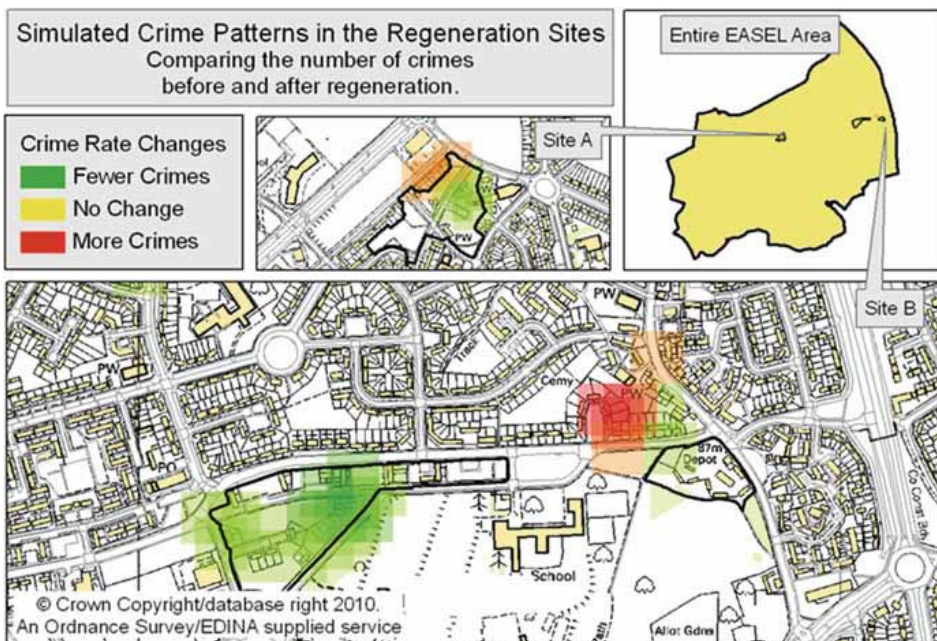 Simulated Crime Patterns in the Regeneration Sites
Comparing the number of crimes
before and after regeneration.
Entire EASEL Area
Site A
Site B
Crime Rate Changes
Fewer Crimes
No Change
More Crimes
PW
PW
PW
Track
Cemy
PW
PO
87m
Depot
School
Allot Gdns
© Crown Copyright/database right 2010.
An Ordnance Survey/EDINA supplied service